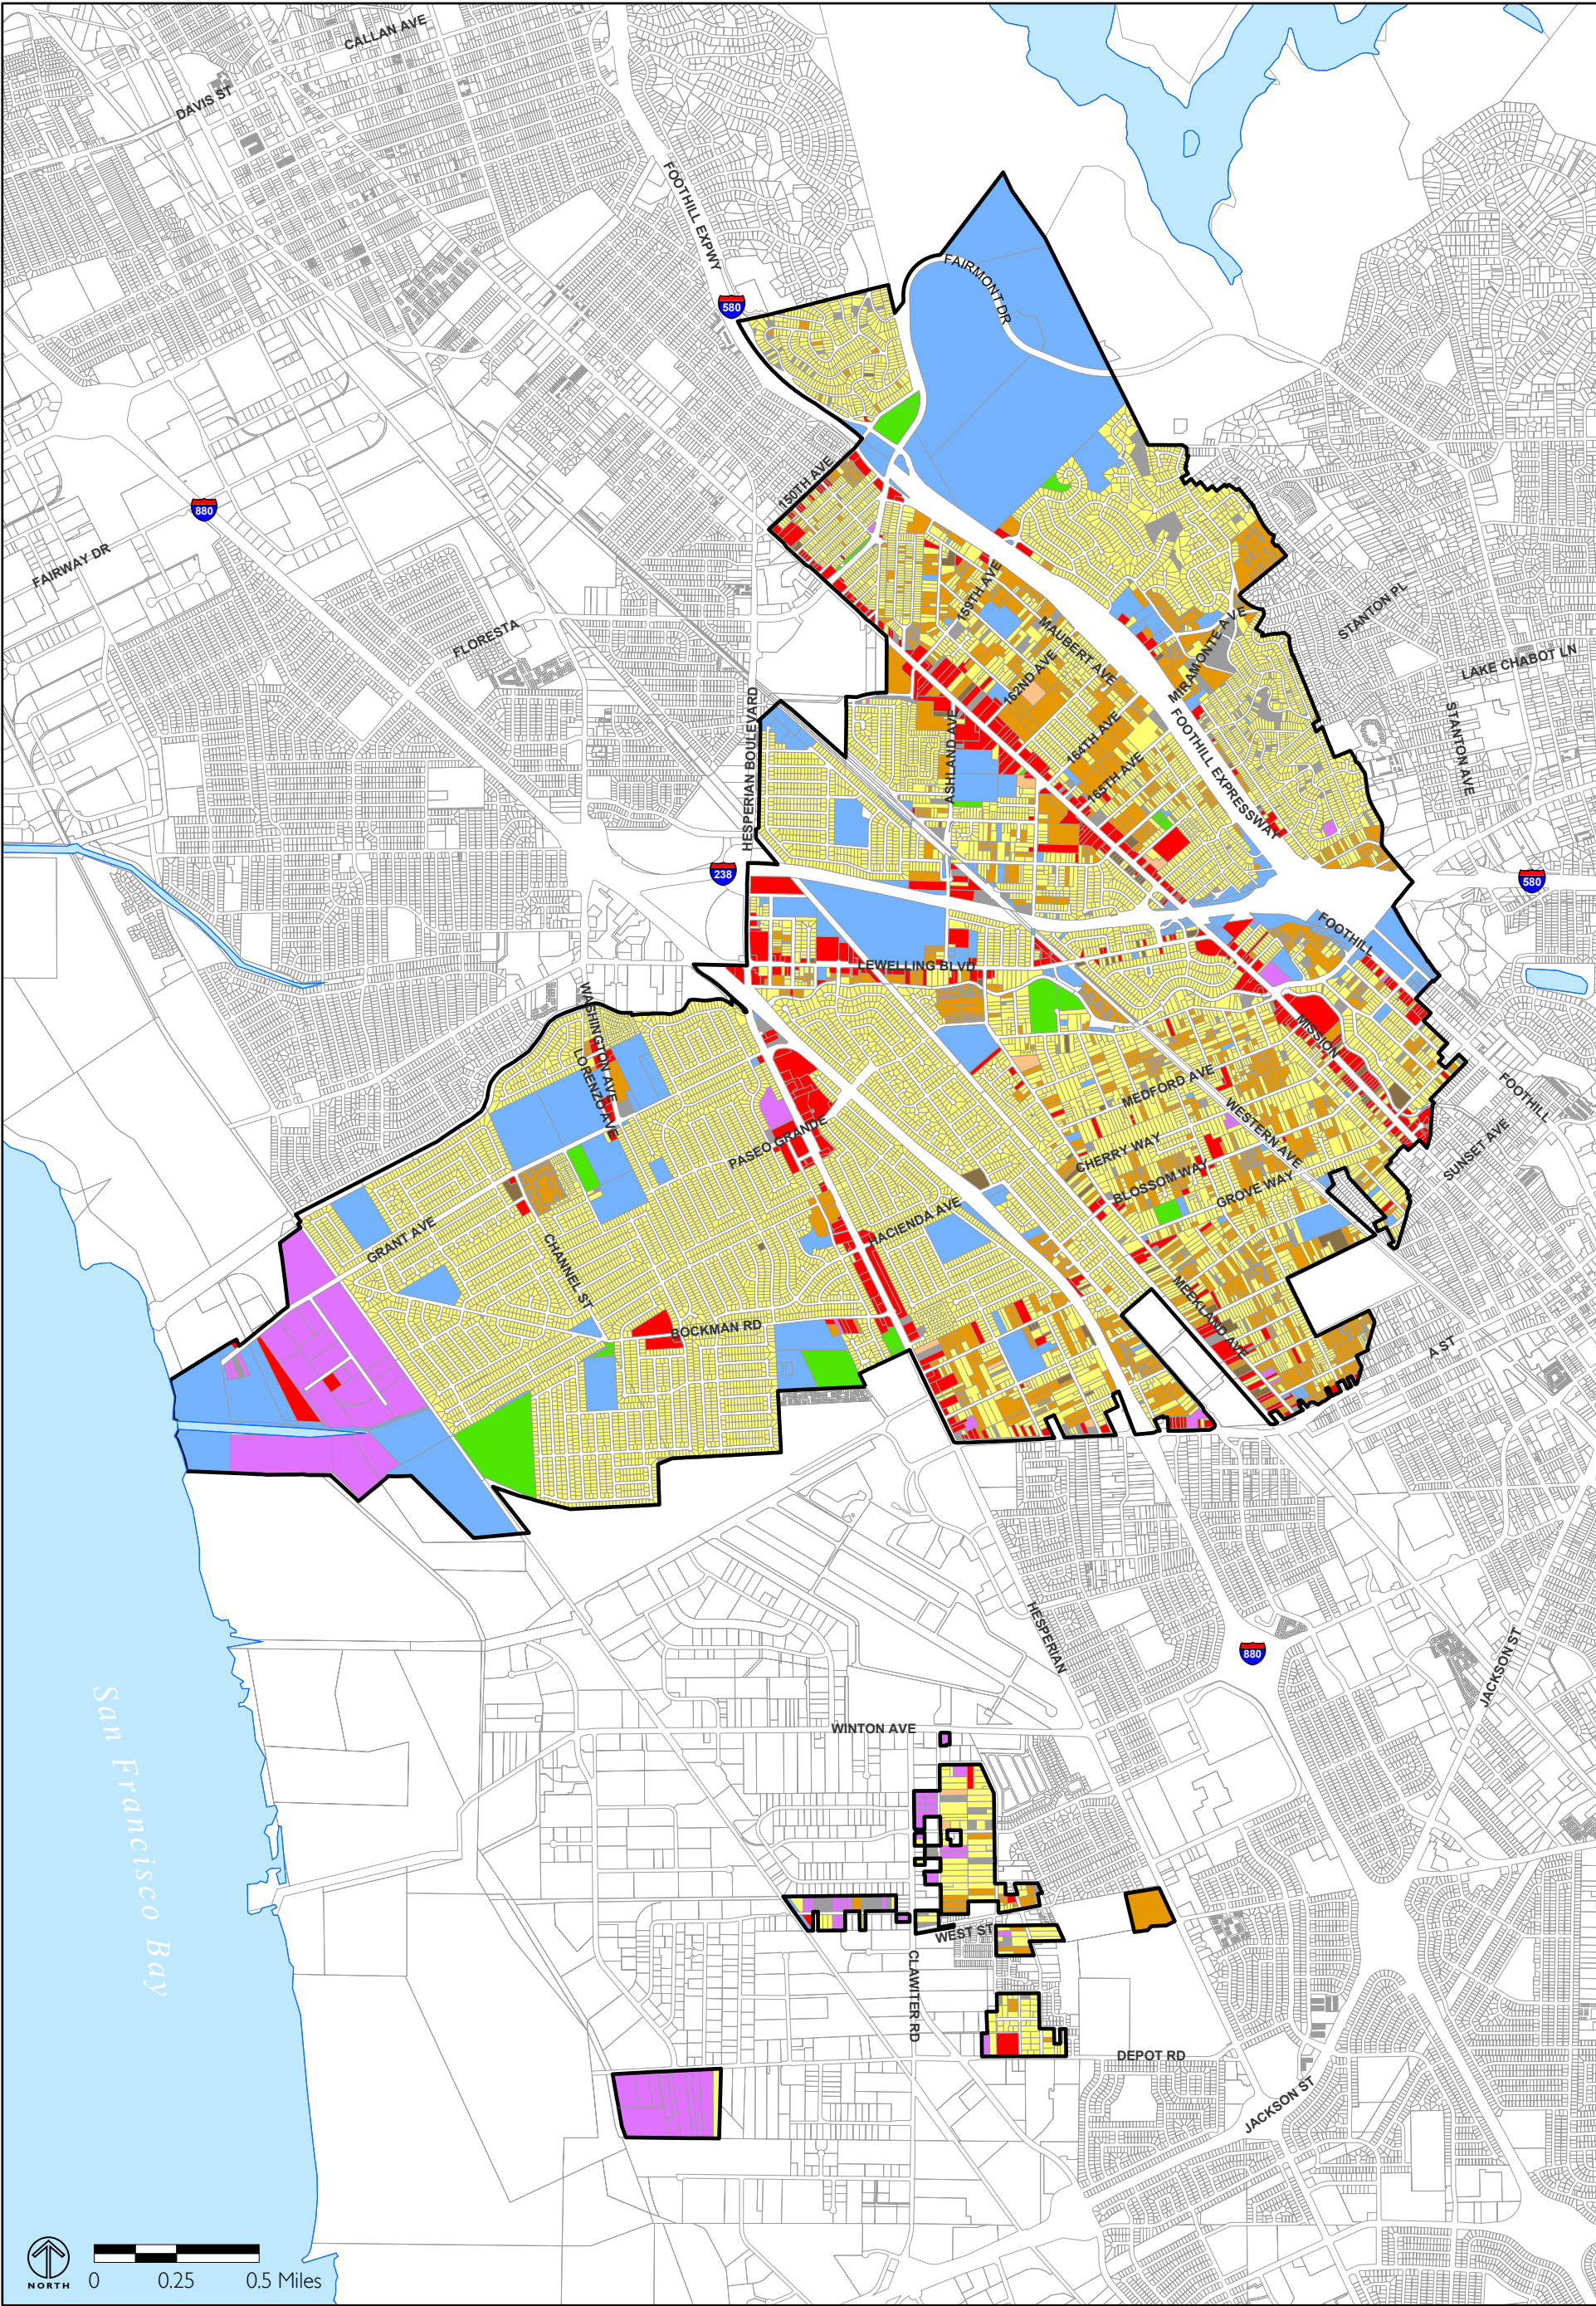 CALLAN AVE
DAVIS ST
FOOTHILL EXPWY
FAIRMONT DR
580
150TH AVE
880
FAIRWAY DR
FLORESTA
159TH AVE
MAUBERT AVE
162ND AVE
MIRAMONTE AVE
STANTON PL
LAKE CHABOT LN
STANTON AVE
HESPERIAN BOULEVARD
ASHLAND AVE
164TH AVE
165TH AVE
FOOTHILL EXPRESSWAY
238
580
FOOTHILL
LEWELLING BLVD
MISSION
WASHINGTON AVE
LORENZO AVE
MEDFORD AVE
WESTERN AVE
FOOTHILL
SUNSET AVE
PASEO GRANDE
CHERRY WAY
BLOSSOM WAY
GROVE WAY
GRANT AVE
HACIENDA AVE
CHANNEL ST
BOCKMAN RD
MEEKLAND AVE
A ST
HESPERIAN
880
JACKSON ST
San Francisco Bay
WINTON AVE
WEST ST
CLAWITER RD
DEPOT RD
JACKSON ST
NORTH
0 0.25 0.5 Miles